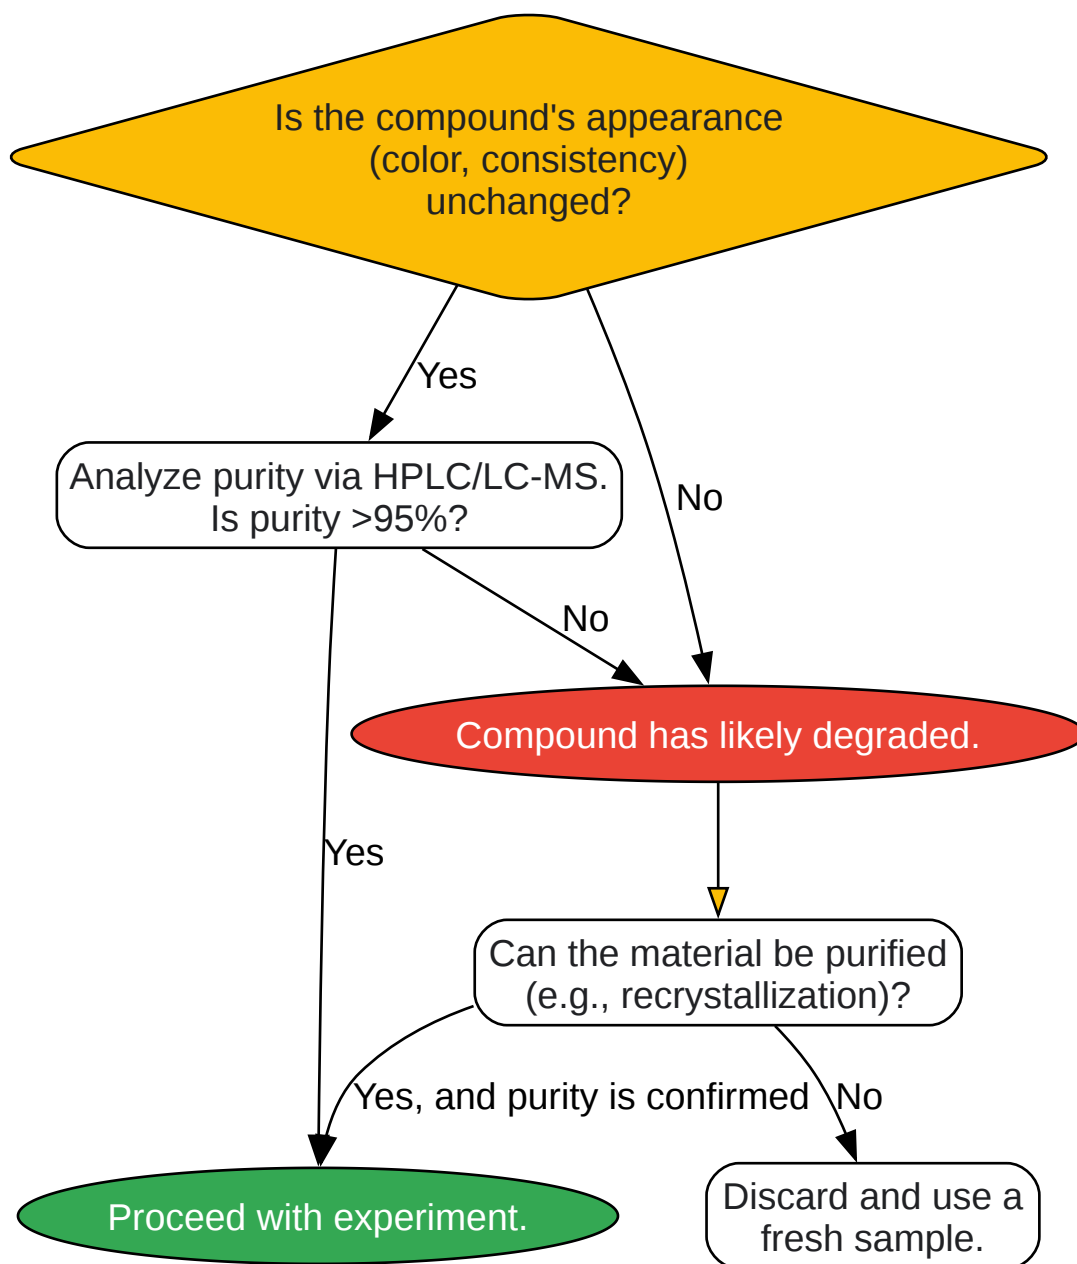 Is the compound's appearance
(color, consistency)
unchanged?
Yes
No
Analyze purity via HPLC/LC-MS.
Is purity >95%?
No
Yes
Compound has likely degraded.
Can the material be purified
(e.g., recrystallization)?
Yes, and purity is confirmed
No
Proceed with experiment.
Discard and use a
fresh sample.